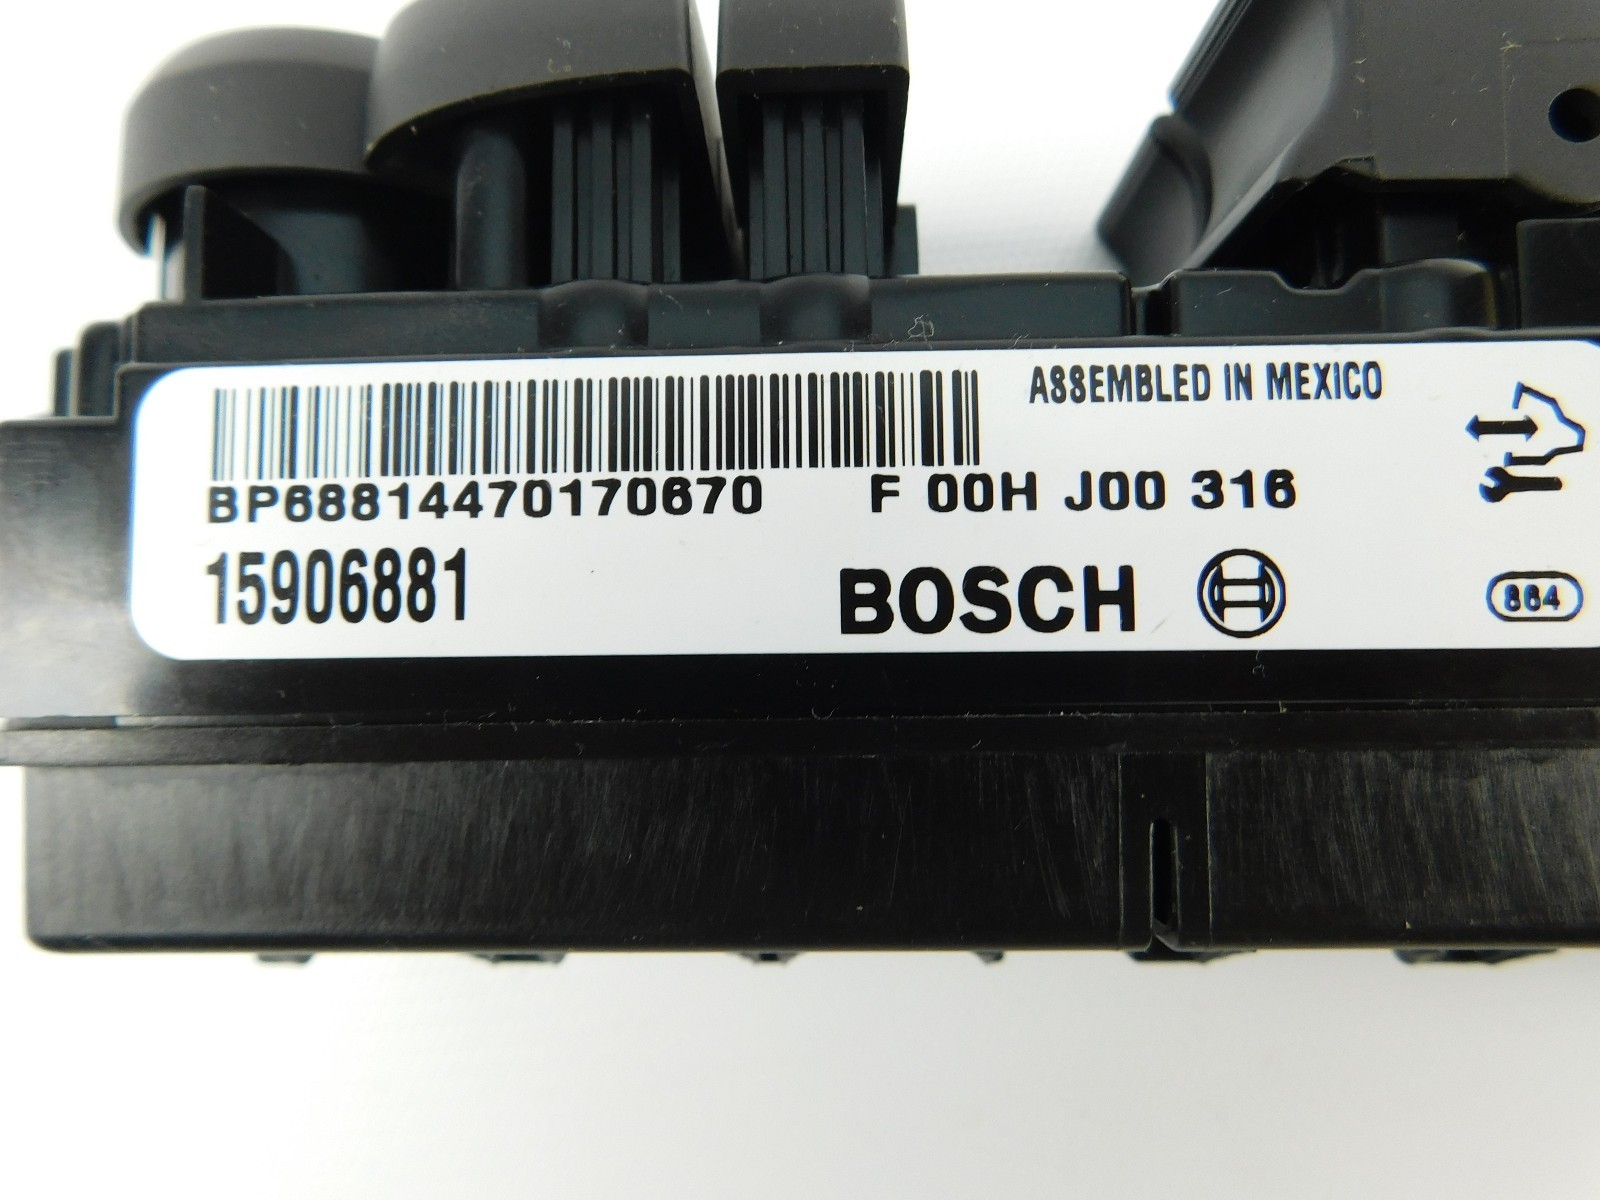 ASSEMBLED IN MEXICO
BP68814470170670 F 00H J00 316
15906881
BOSCH
864